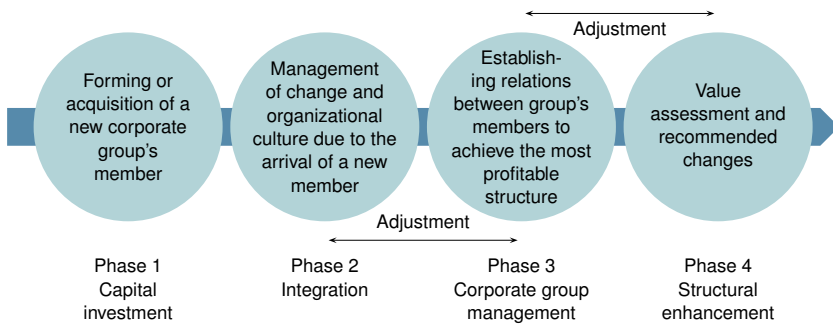 Adjustment
Forming or
acquisition of a
new corporate
group's
member
Management
of change and
organizational
culture due to the
arrival of a new
member
Establish-
ing relations
between group's
members to
achieve the most
profitable
structure
Value
assessment and
recommended
changes
Adjustment
Phase 1
Capital
investment
Phase 2
Integration
Phase 3
Corporate group
management
Phase 4
Structural
enhancement